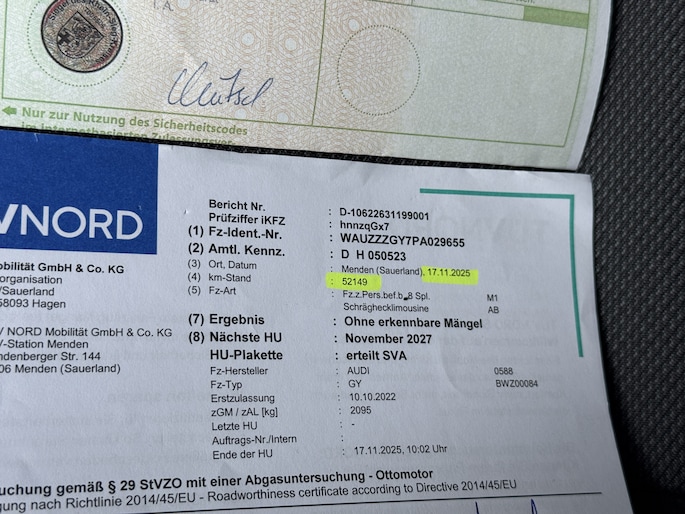 I. A.
← Nur zur Nutzung des Sicherheitscodes
im internetbasierten
VNORD
obilität GmbH & Co. KG
organisation
/Sauerland)
58093 Hagen
V NORD Mobilität GmbH & Co. KG
V-Station Menden
ndenberger Str. 144
06 Menden (Sauerland)
Bericht Nr. : D-10622631199001
Prüfziffer iKFZ : hnnzqGx7
(1) Fz-Ident.-Nr. : WAUZZZGY7PA029655
(2) Amtl. Kennz. : D H 050523
(3) Ort, Datum : Menden (Sauerland), 17.11.2025
(4) km-Stand : 52149
(5) Fz-Art : Fz.z.Pers.bef.b.8 Spl. M1
Schräghecklimousine AB
(7) Ergebnis : Ohne erkennbare Mängel
(8) Nächste HU : November 2027
HU-Plakette : erteilt SVA
Fz-Hersteller : AUDI 0588
Fz-Typ : GY BWZ00084
Erstzulassung : 10.10.2022
zGM / zAL [kg] : 2095
Letzte HU : -
Auftrags-Nr./Intern :
Ende der HU : 17.11.2025, 10:02 Uhr
uchung gemäß § 29 StVZO mit einer Abgasuntersuchung - Ottomotor
gung nach Richtlinie 2014/45/EU - Roadworthiness certificate according to Directive 2014/45/EU